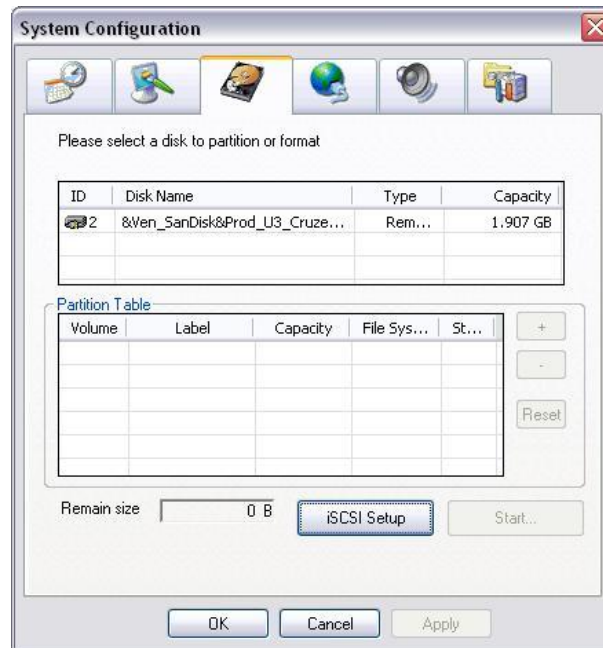 System Configuration
Please select a disk to partition or format
ID Disk Name Type Capacity
2 &Ven_SanDisk&Prod_U3_Cruze... Rem... 1.907 GB
Partition Table
Volume Label Capacity File Sys... St...
+
-
Reset
Remain size 0 B iSCSI Setup Start...
OK Cancel Apply